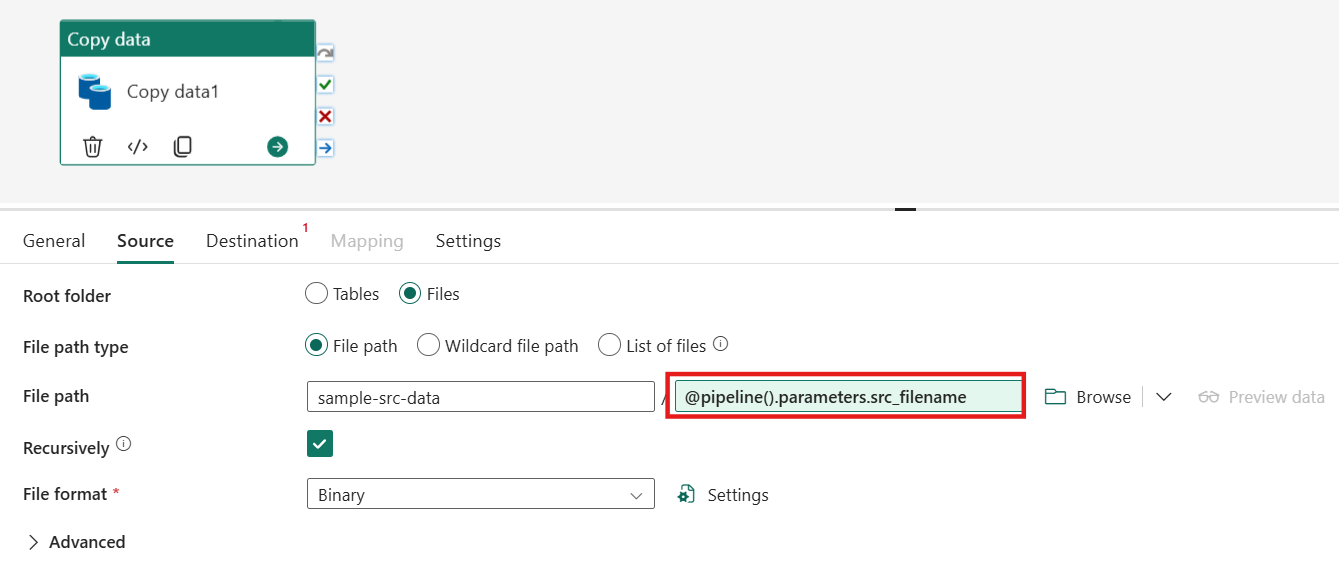 Copy data
Copy data1
General Source Destination 1 Mapping Settings
Root folder Tables Files
File path type File path Wildcard file path List of files
File path sample-src-data / @pipeline().parameters.src_filename Browse Preview data
Recursively
File format * Binary Settings
Advanced